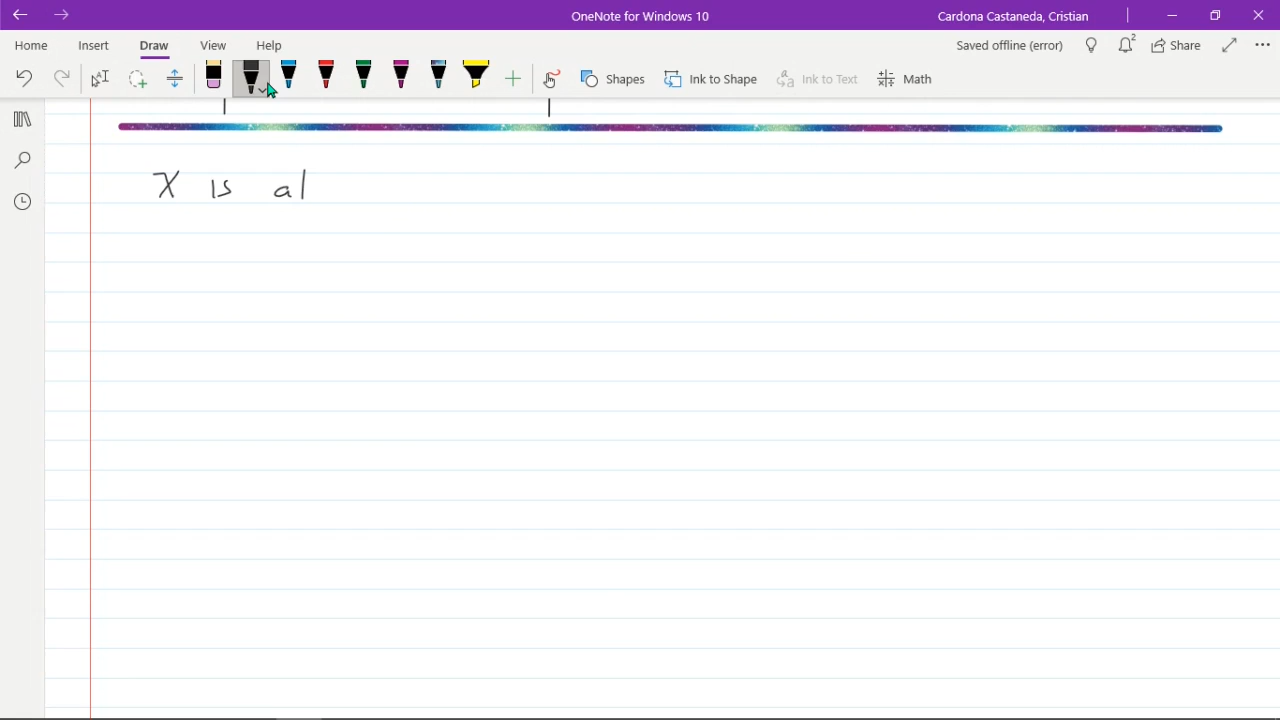 OneNote for Windows 10
Cardona Castaneda, Cristian
Home Insert Draw View Help
Saved offline (error)
2
Share
Shapes
Ink to Shape
Ink to Text
Math
X is al